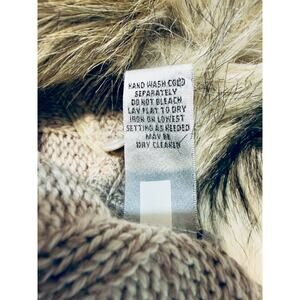 HAND WASH COLD
SEPARATELY
DO NOT BLEACH
LAY FLAT TO DRY
IRON ON LOWEST
SETTING AS NEEDED
MAY BE
DRY CLEANED